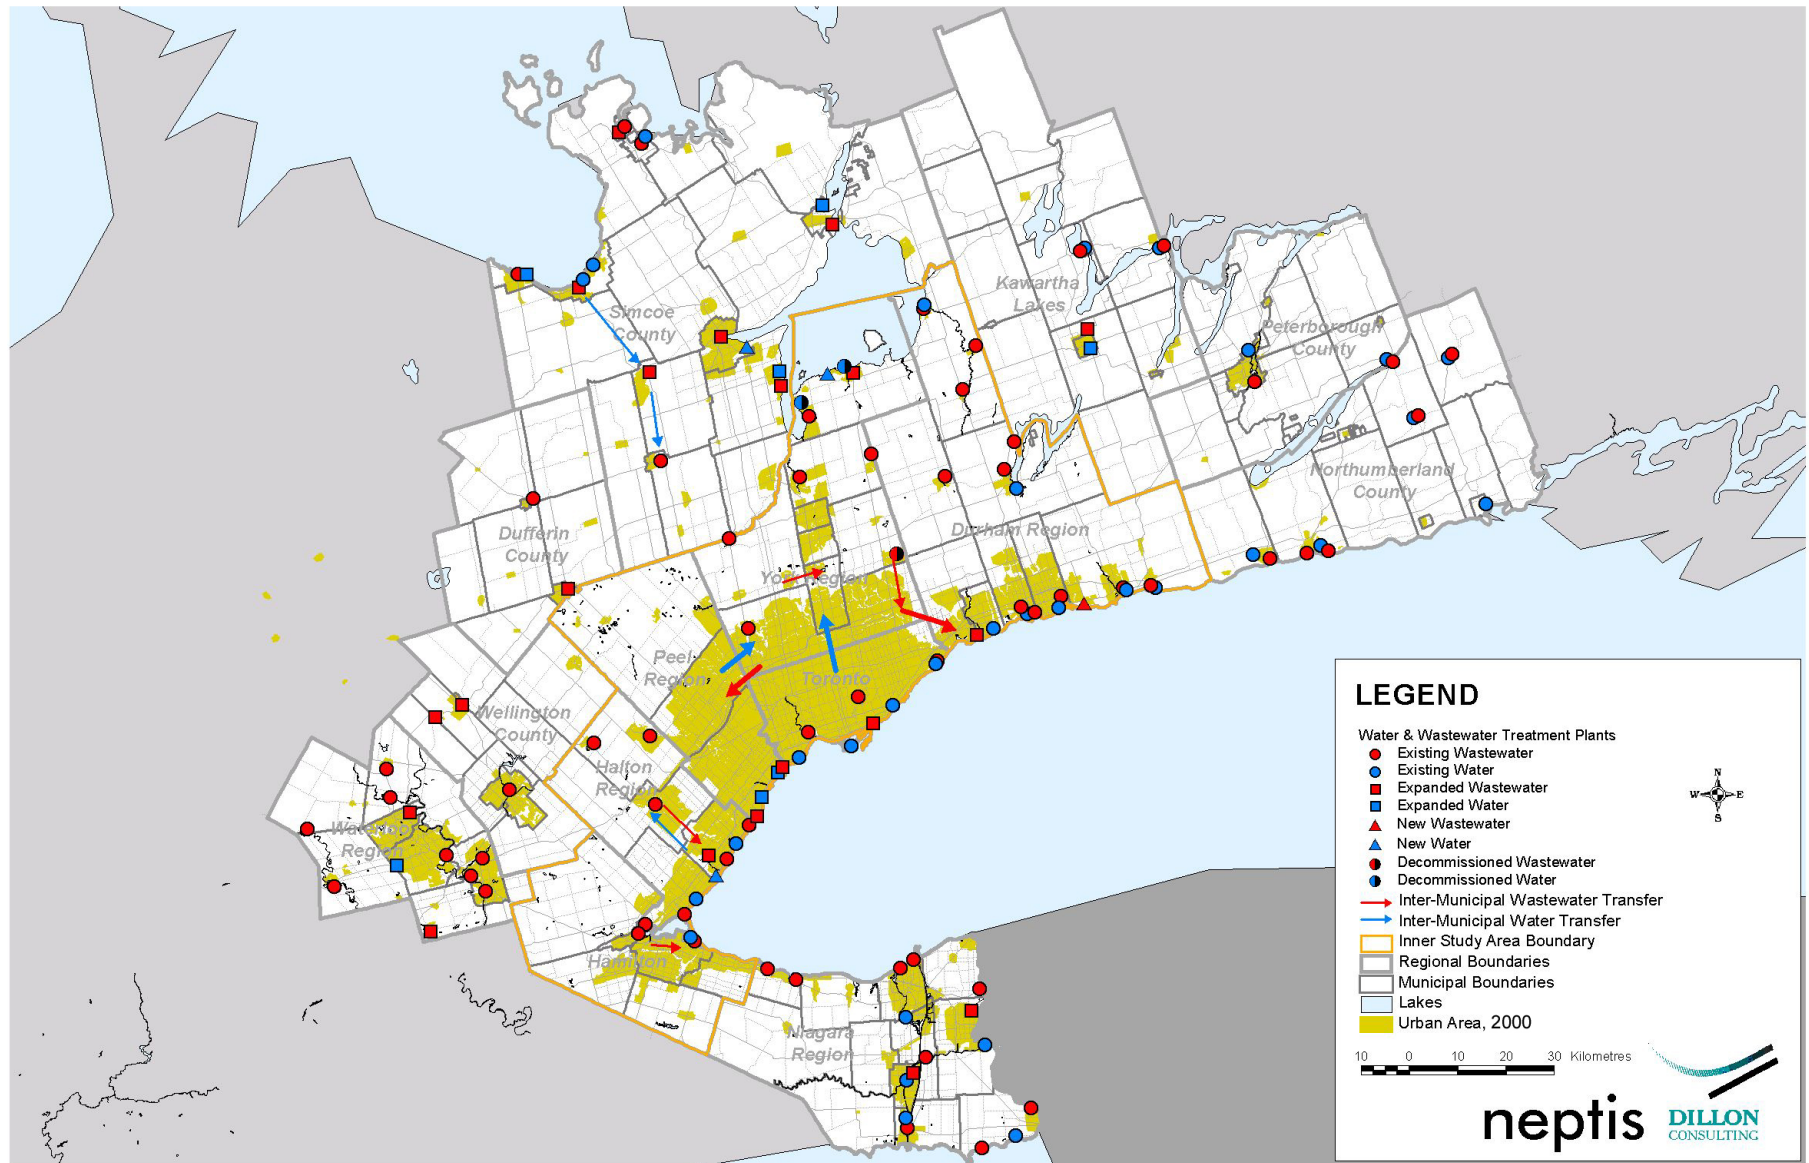 Simcoe
County
Kawartha
Lakes
Peterborough
County
Northumberland
County
Dufferin
County
Durham Region
York Region
Peel
Region
Toronto
Wellington
County
Halton
Region
Waterloo
Region
Hamilton
Niagara
Region
LEGEND
Water & Wastewater Treatment Plants
Existing Wastewater
Existing Water
Expanded Wastewater
Expanded Water
New Wastewater
New Water
Decommissioned Wastewater
Decommissioned Water
Inter-Municipal Wastewater Transfer
Inter-Municipal Water Transfer
Inner Study Area Boundary
Regional Boundaries
Municipal Boundaries
Lakes
Urban Area, 2000
N
W E
S
10 0 10 20 30 Kilometres
neptis
DILLON
CONSULTING